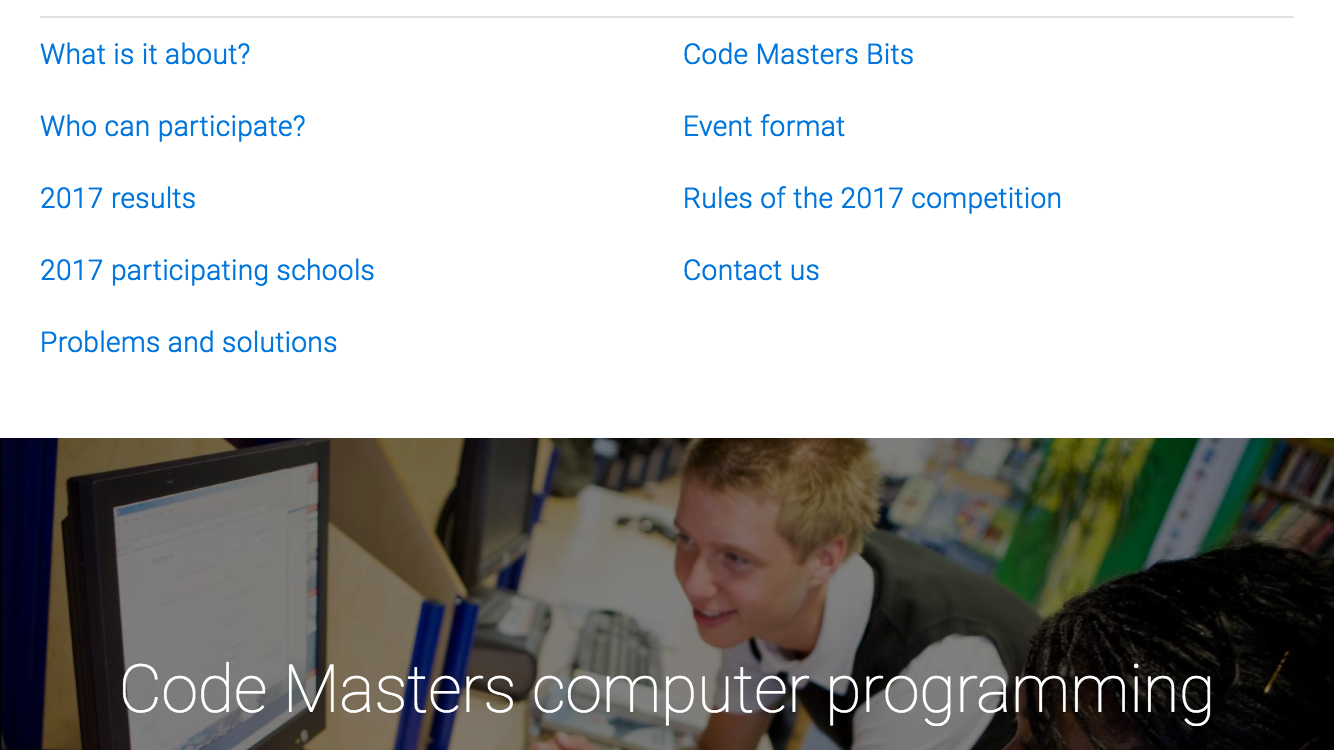 What is it about?
Who can participate?
2017 results
2017 participating schools
Problems and solutions
Code Masters Bits
Event format
Rules of the 2017 competition
Contact us
Code Masters computer programming